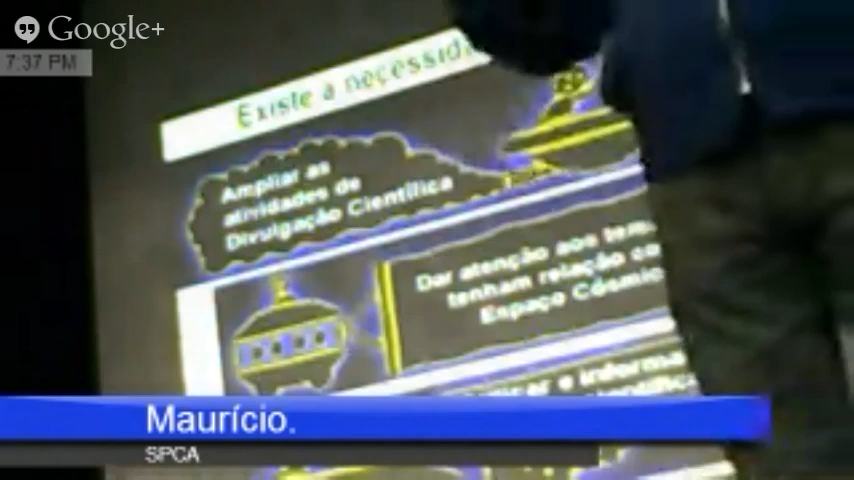 Google+
7:37 PM
Existe a necessid
Ampliar as
atividades de
Divulgação Científica
Dar atenção aos tem
tenham relação co
Espaço Cósmic
e informa
Maurício.
SPCA